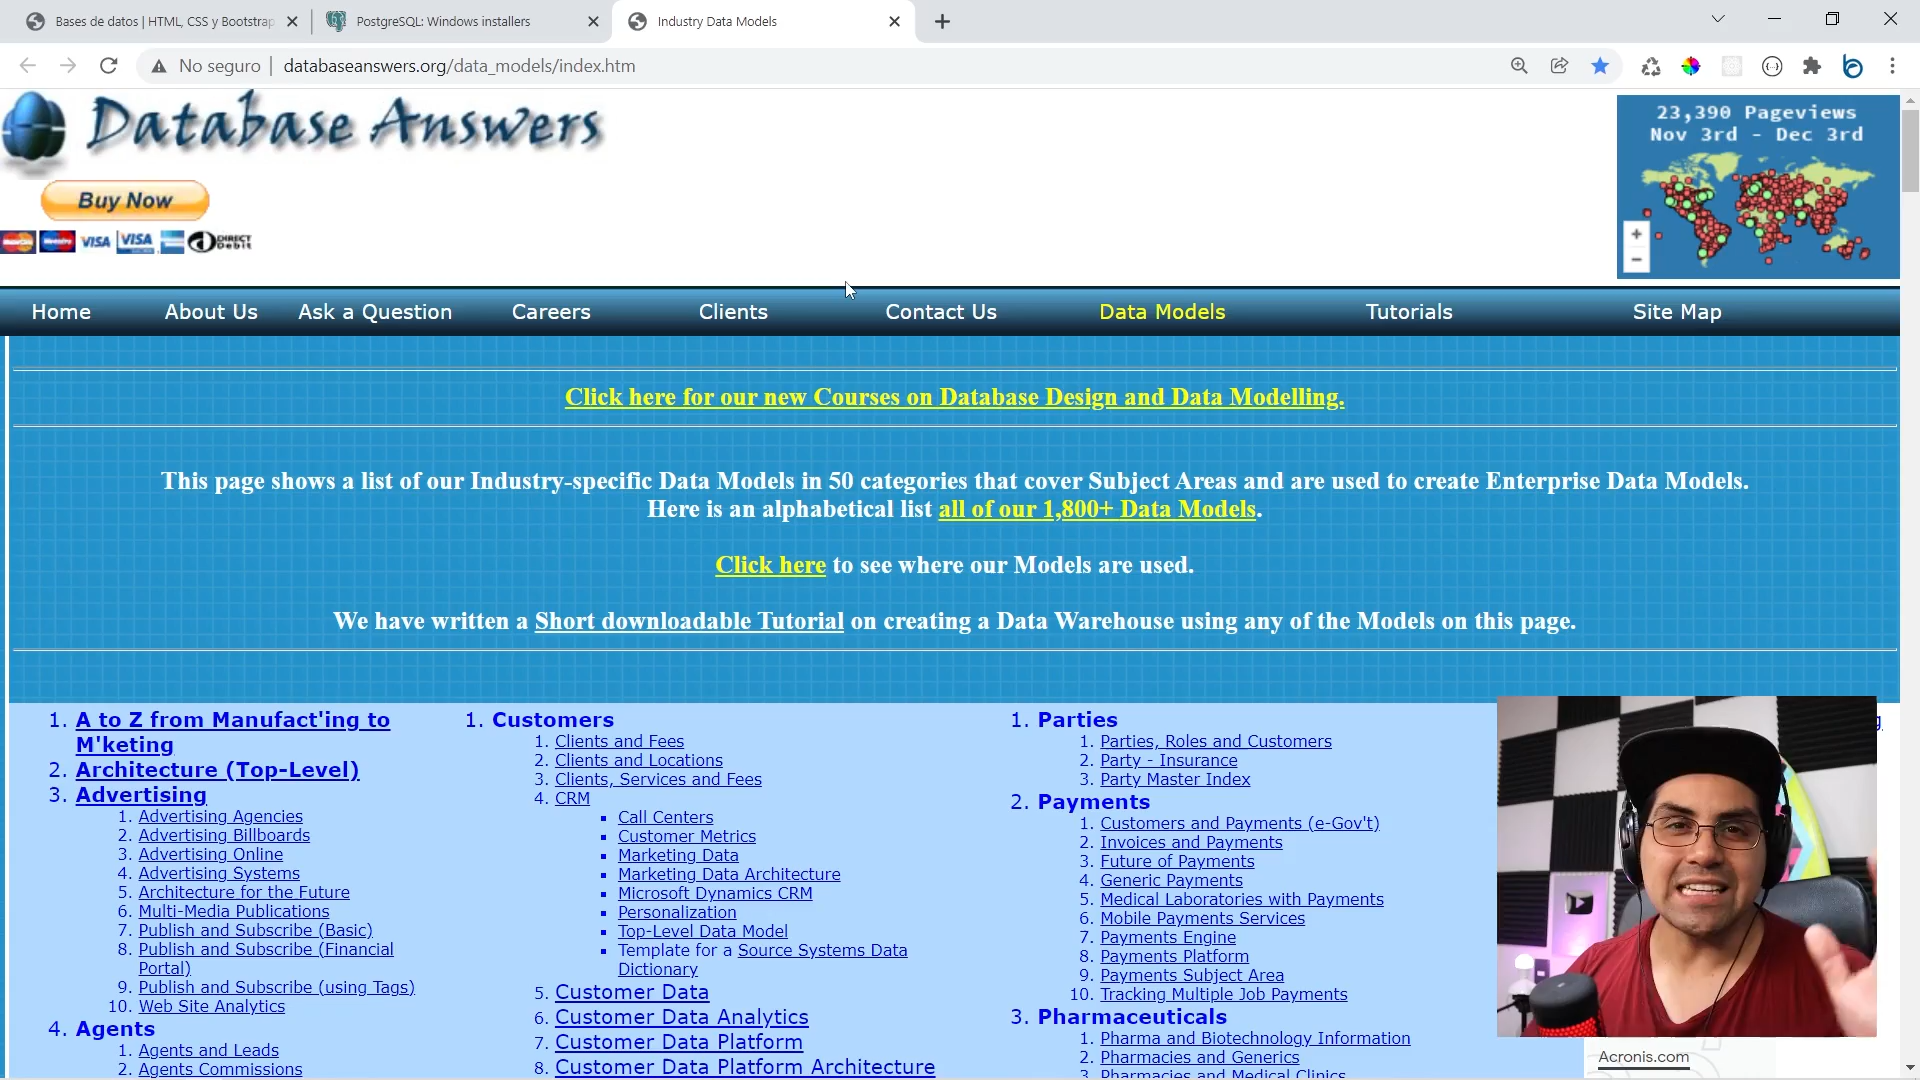 Bases de datos | HTML, CSS y Bootstrap
PostgreSQL: Windows installers
Industry Data Models
No seguro
databaseanswers.org/data_models/index.htm
Database Answers
Buy Now
VISA
VISA
DIRECT
Debit
23,390 Pageviews
Nov 3rd - Dec 3rd
+
−
Home
About Us
Ask a Question
Careers
Clients
Contact Us
Data Models
Tutorials
Site Map
Click here for our new Courses on Database Design and Data Modelling.
This page shows a list of our Industry-specific Data Models in 50 categories that cover Subject Areas and are used to create Enterprise Data Models.
Here is an alphabetical list all of our 1,800+ Data Models.
Click here to see where our Models are used.
We have written a Short downloadable Tutorial on creating a Data Warehouse using any of the Models on this page.
1. A to Z from Manufact'ing to
M'keting
2. Architecture (Top-Level)
3. Advertising
1. Advertising Agencies
2. Advertising Billboards
3. Advertising Online
4. Advertising Systems
5. Architecture for the Future
6. Multi-Media Publications
7. Publish and Subscribe (Basic)
8. Publish and Subscribe (Financial
Portal)
9. Publish and Subscribe (using Tags)
10. Web Site Analytics
4. Agents
1. Agents and Leads
2. Agents Commissions
1. Customers
1. Clients and Fees
2. Clients and Locations
3. Clients, Services and Fees
4. CRM
▪ Call Centers
▪ Customer Metrics
▪ Marketing Data
▪ Marketing Data Architecture
▪ Microsoft Dynamics CRM
▪ Personalization
▪ Top-Level Data Model
▪ Template for a Source Systems Data
Dictionary
5. Customer Data
6. Customer Data Analytics
7. Customer Data Platform
8. Customer Data Platform Architecture
1. Parties
1. Parties, Roles and Customers
2. Party - Insurance
3. Party Master Index
2. Payments
1. Customers and Payments (e-Gov't)
2. Invoices and Payments
3. Future of Payments
4. Generic Payments
5. Medical Laboratories with Payments
6. Mobile Payments Services
7. Payments Engine
8. Payments Platform
9. Payments Subject Area
10. Tracking Multiple Job Payments
3. Pharmaceuticals
1. Pharma and Biotechnology Information
2. Pharmacies and Generics
3. Pharmacies and Medical Clinics
Acronis.com